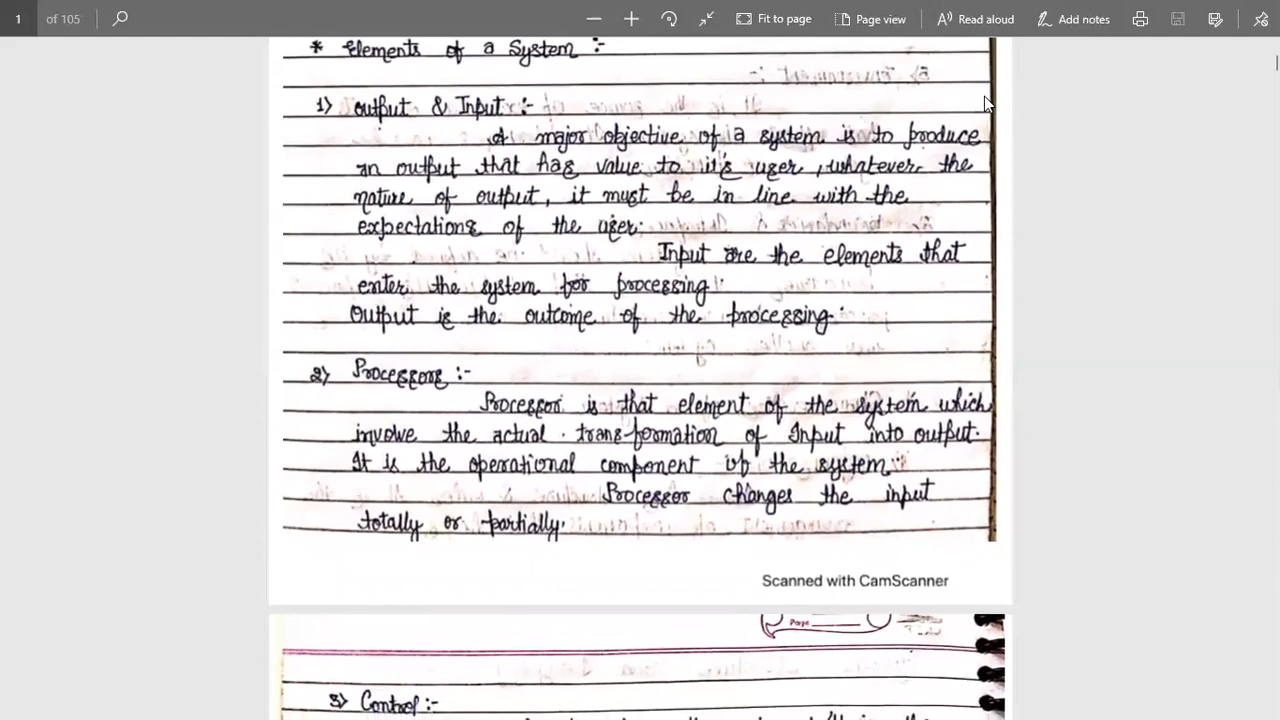 1 of 105
Fit to page
Page view
Read aloud
Add notes
* Elements of a System :-
1) Output & Input :-
A major objective of a system is to produce
an output that has value to it's user, whatever the
nature of output, it must be in line with the
expectations of the user.
Input are the elements that
enter the system for processing
Output is the outcome of the processing.
2) Processors :-
Processor is that element of the system which
involve the actual transformation of Input into output.
It is the operational component of the system.
Processor changes the input
totally or partially.
Scanned with CamScanner
Page
3) Control :-